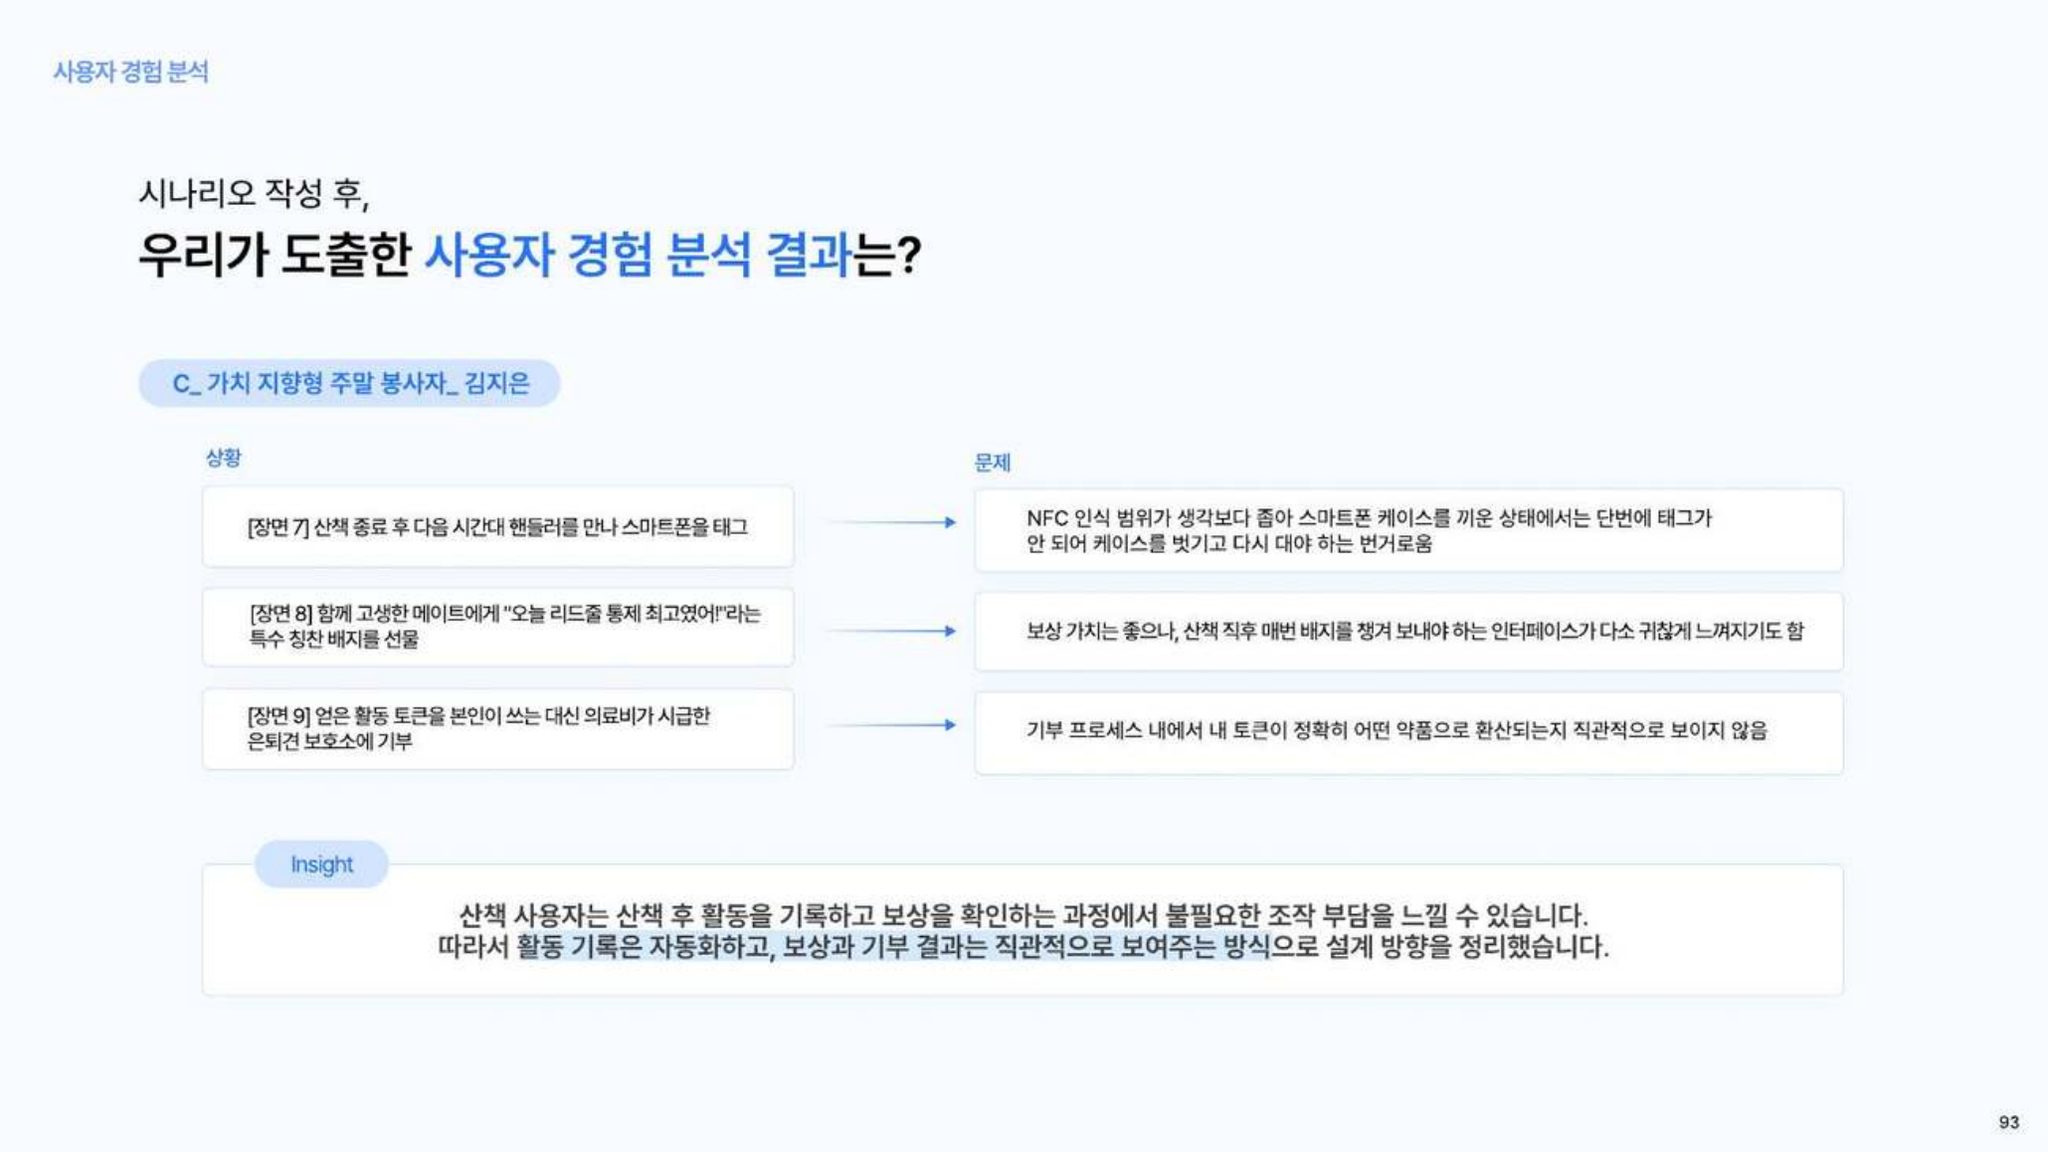 사용자 경험 분석
시나리오 작성 후,
우리가 도출한 사용자 경험 분석 결과는?
C_ 가치 지향형 주말 봉사자_ 김지은
상황
문제
[장면 7] 산책 종료 후 다음 시간대 핸들러를 만나 스마트폰을 태그
NFC 인식 범위가 생각보다 좁아 스마트폰 케이스를 끼운 상태에서는 단번에 태그가
안 되어 케이스를 벗기고 다시 대야 하는 번거로움
[장면 8] 함께 고생한 메이트에게 "오늘 리드줄 통제 최고였어!"라는
특수 칭찬 배지를 선물
보상 가치는 좋으나, 산책 직후 매번 배지를 챙겨 보내야 하는 인터페이스가 다소 귀찮게 느껴지기도 함
[장면 9] 얻은 활동 토큰을 본인이 쓰는 대신 의료비가 시급한
은퇴견 보호소에 기부
기부 프로세스 내에서 내 토큰이 정확히 어떤 약품으로 환산되는지 직관적으로 보이지 않음
Insight
산책 사용자는 산책 후 활동을 기록하고 보상을 확인하는 과정에서 불필요한 조작 부담을 느낄 수 있습니다.
따라서 활동 기록은 자동화하고, 보상과 기부 결과는 직관적으로 보여주는 방식으로 설계 방향을 정리했습니다.
93